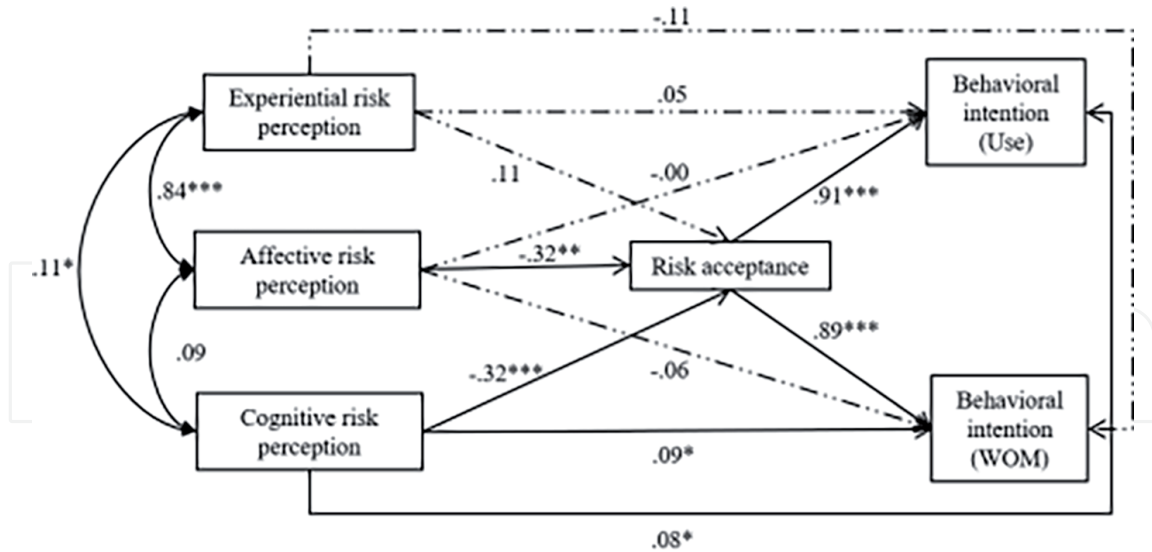 -.11
Experiential risk
perception
.05
Behavioral
intention
(Use)
.84***
.11
-.00
.91***
Affective risk
perception
-.32**
Risk acceptance
.11*
.09
-.32***
-.06
.89***
Cognitive risk
perception
.09*
Behavioral
intention
(WOM)
.08*